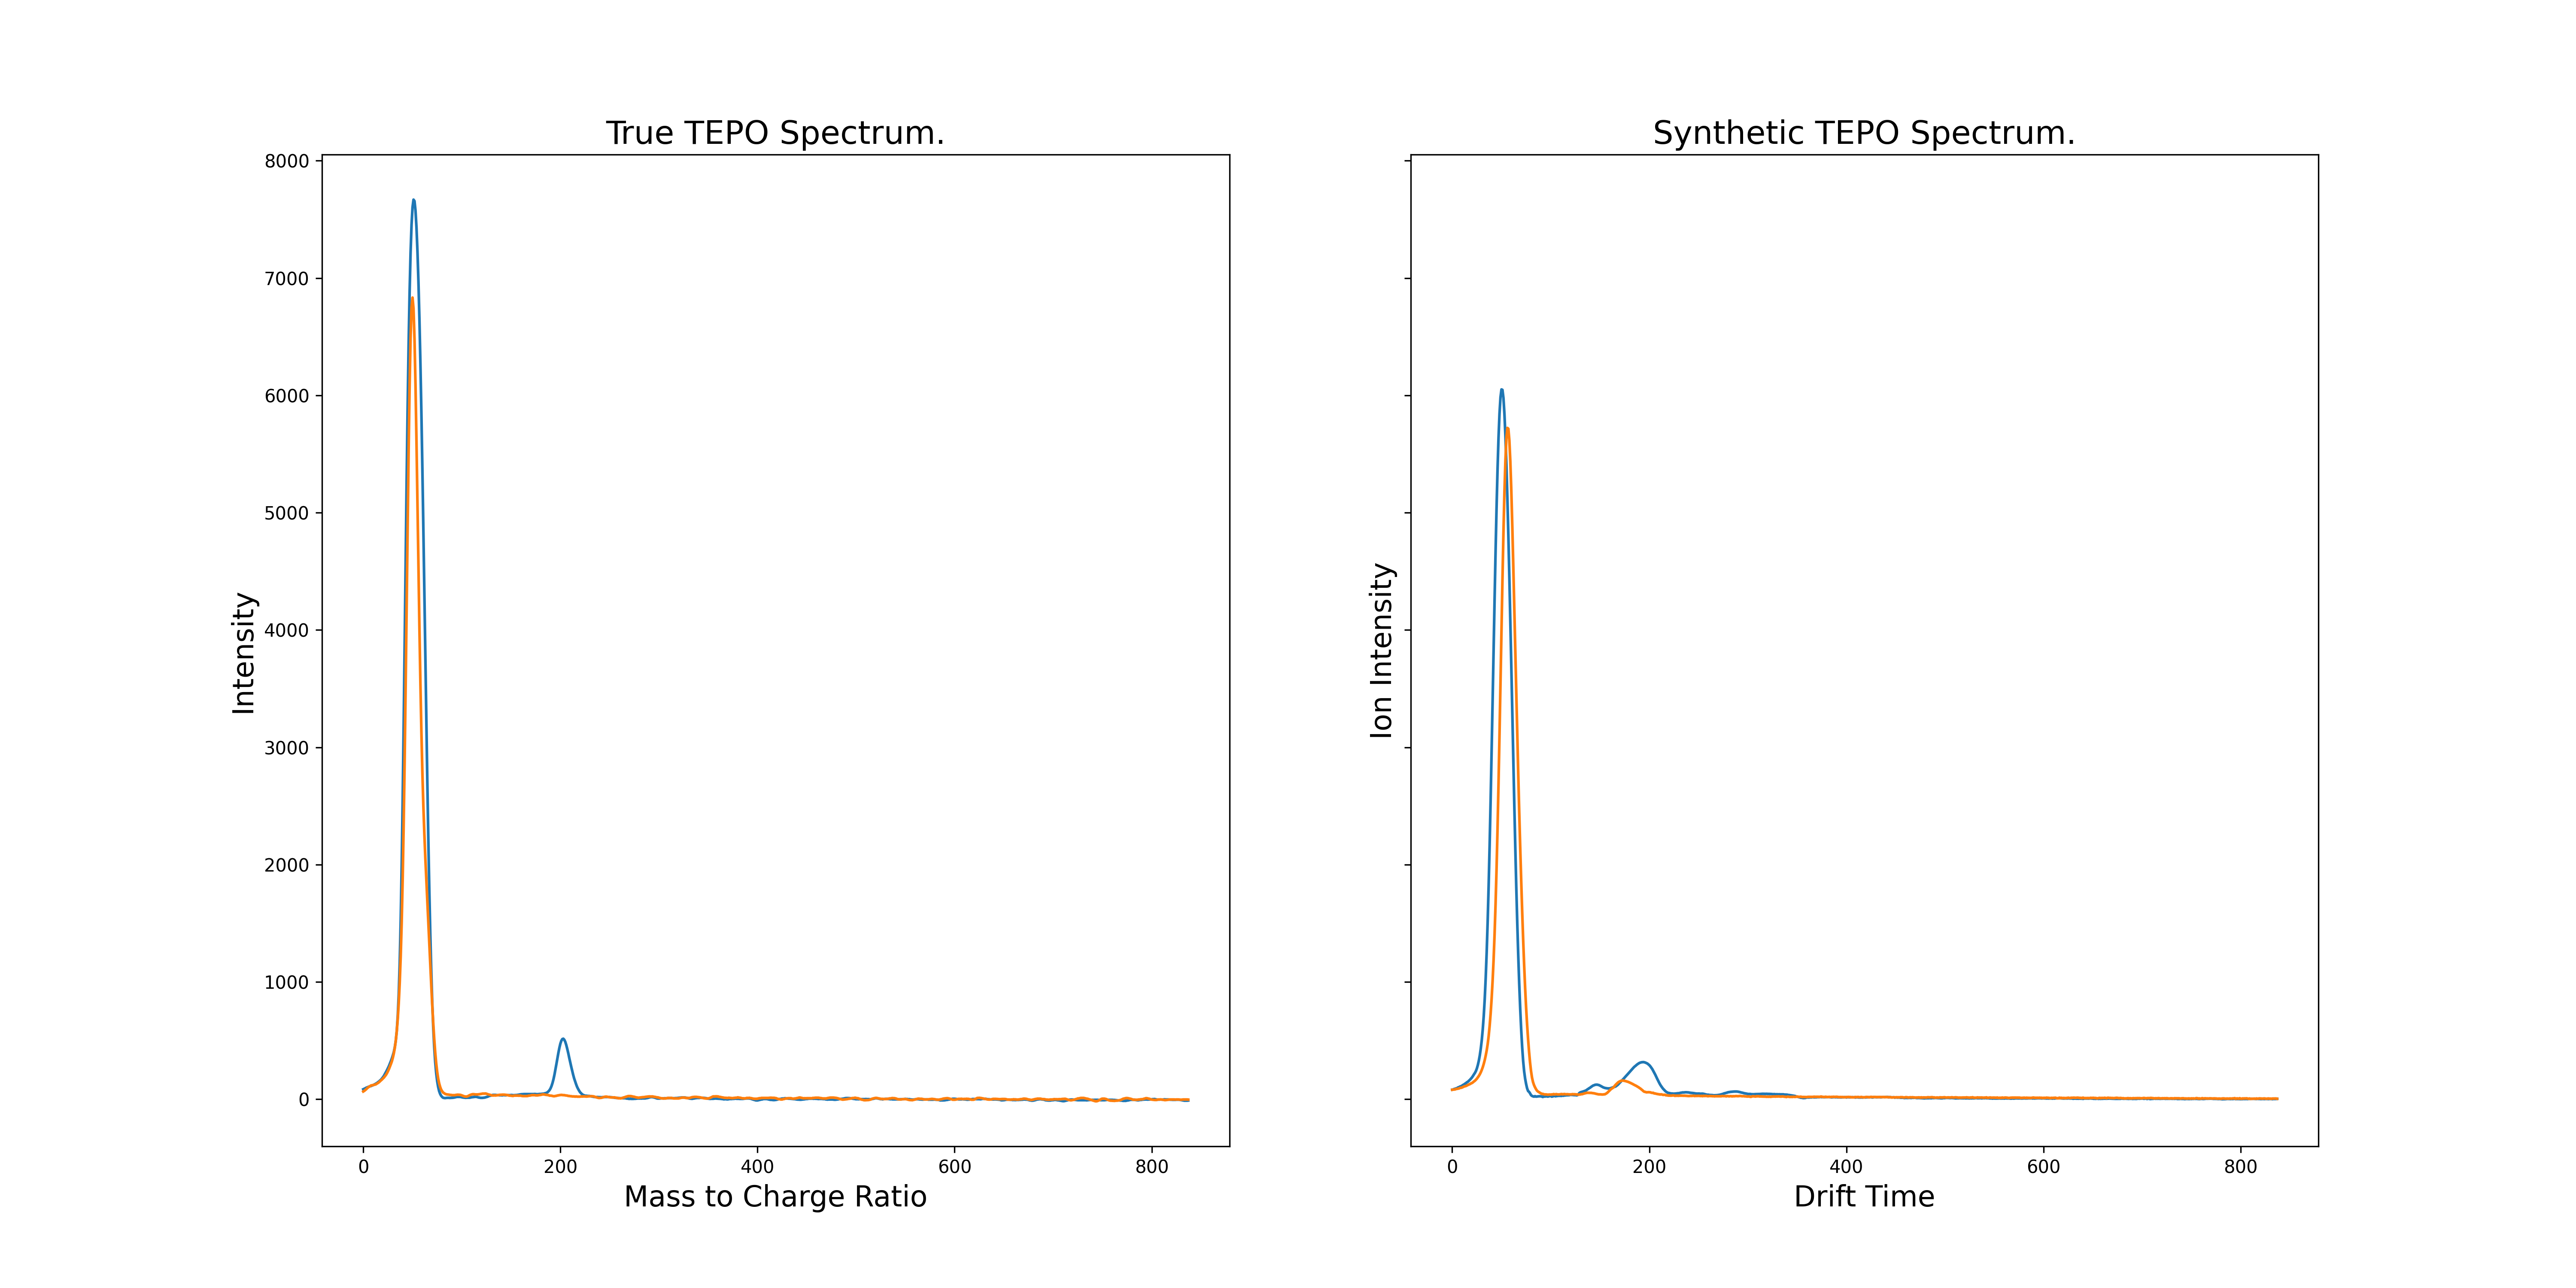 True TEPO Spectrum.
8000
7000
6000
5000
4000
3000
2000
1000
0
Intensity
0 200 400 600 800
Mass to Charge Ratio
Synthetic TEPO Spectrum.
Ion Intensity
0 200 400 600 800
Drift Time